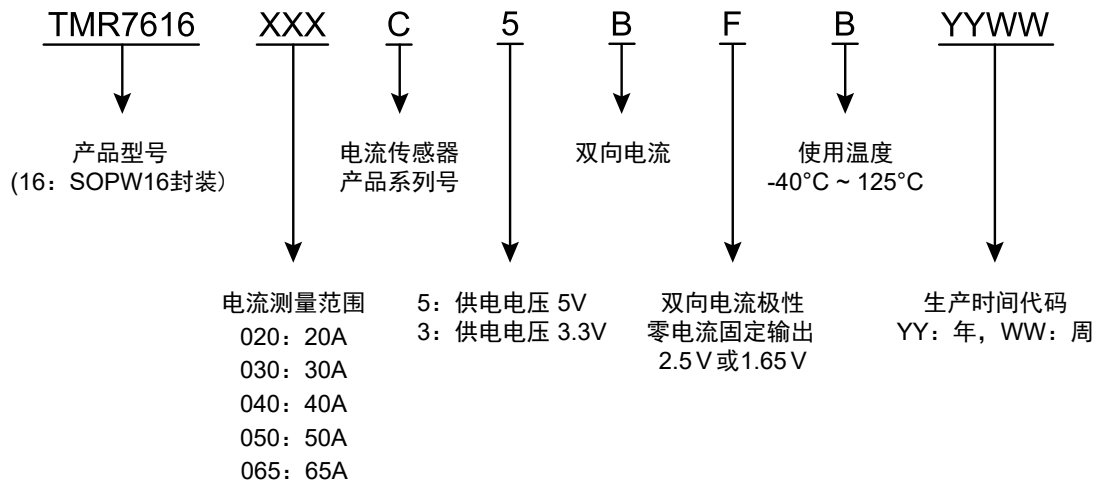 TMR7616 XXX C 5 B F B YYWW
产品型号
(16：SOPW16封装)
电流传感器
产品系列号
双向电流
使用温度
-40°C ~ 125°C
电流测量范围
020：20A
030：30A
040：40A
050：50A
065：65A
5：供电电压 5V
3：供电电压 3.3V
双向电流极性
零电流固定输出
2.5V或1.65V
生产时间代码
YY：年，WW：周